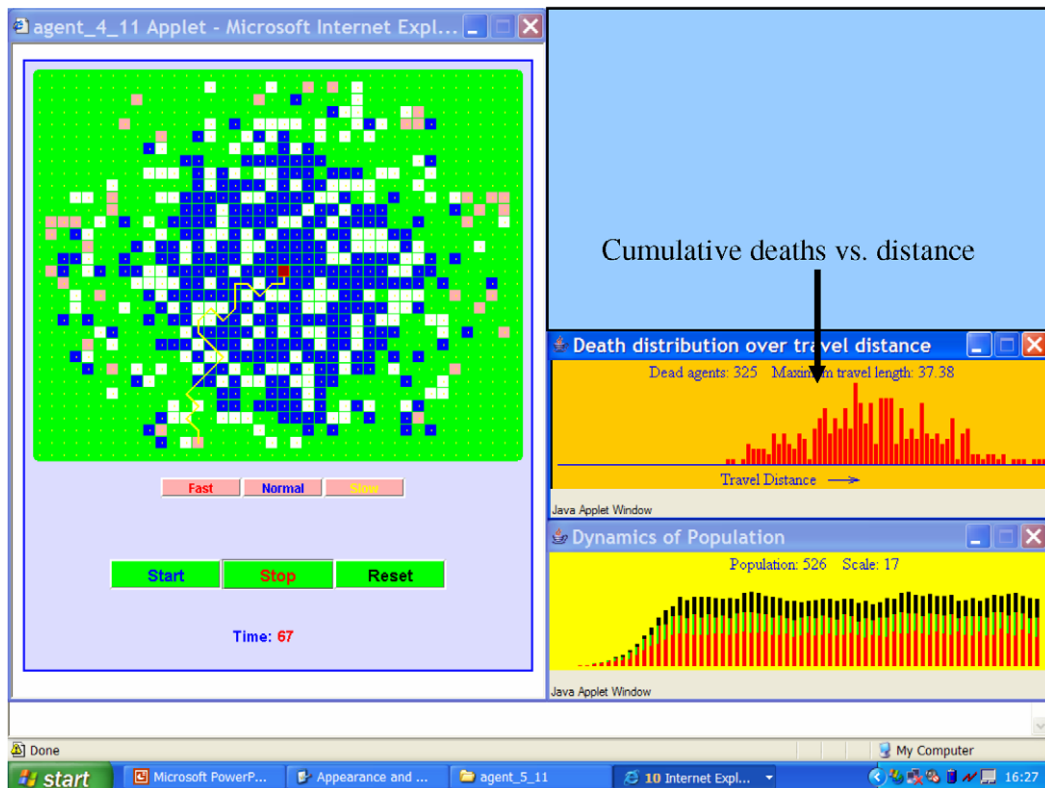 agent_4_11 Applet - Microsoft Internet Expl...
Fast
Normal
Slow
Start
Stop
Reset
Time: 67
Cumulative deaths vs. distance
Death distribution over travel distance
Dead agents: 325 Maximum travel length: 37.38
Travel Distance
Java Applet Window
Dynamics of Population
Population: 526 Scale: 17
Java Applet Window
Done
My Computer
start
Microsoft PowerP...
Appearance and ...
agent_5_11
10 Internet Expl...
16:27